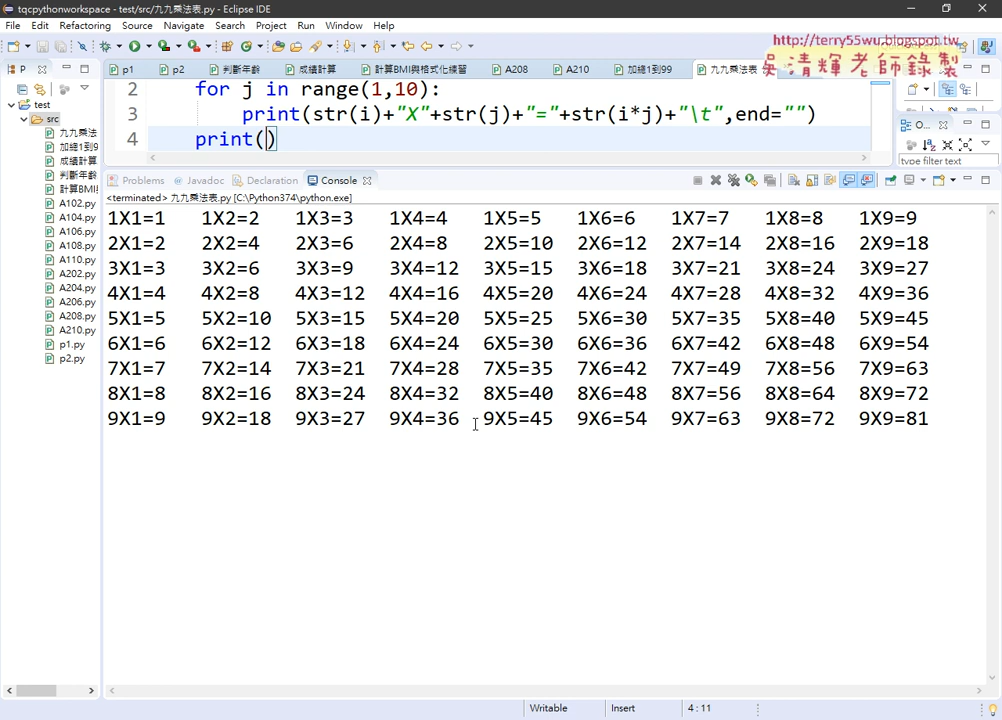 tqcpythonworkspace - test/src/九九乘法表.py - Eclipse IDE
File Edit Refactoring Source Navigate Search Project Run Window Help
http://terry55wu.blogspot.tw
吳清輝老師錄製
P
p1 p2 判斷年齡 成績計算 計算BMI與格式化練習 A208 A210 加總1到99 九九乘法表
2 for j in range(1,10):
3 print(str(i)+"X"+str(j)+"="+str(i*j)+"\t",end="")
4 print()
O...
type filter text
test
src
九九乘法
加總1到9
成績計算
判斷年齡
計算BMI
A102.py
A104.py
A106.py
A108.py
A110.py
A202.py
A204.py
A206.py
A208.py
A210.py
p1.py
p2.py
Problems Javadoc Declaration Console
<terminated> 九九乘法表.py [C:\Python374\python.exe]
1X1=1 1X2=2 1X3=3 1X4=4 1X5=5 1X6=6 1X7=7 1X8=8 1X9=9
2X1=2 2X2=4 2X3=6 2X4=8 2X5=10 2X6=12 2X7=14 2X8=16 2X9=18
3X1=3 3X2=6 3X3=9 3X4=12 3X5=15 3X6=18 3X7=21 3X8=24 3X9=27
4X1=4 4X2=8 4X3=12 4X4=16 4X5=20 4X6=24 4X7=28 4X8=32 4X9=36
5X1=5 5X2=10 5X3=15 5X4=20 5X5=25 5X6=30 5X7=35 5X8=40 5X9=45
6X1=6 6X2=12 6X3=18 6X4=24 6X5=30 6X6=36 6X7=42 6X8=48 6X9=54
7X1=7 7X2=14 7X3=21 7X4=28 7X5=35 7X6=42 7X7=49 7X8=56 7X9=63
8X1=8 8X2=16 8X3=24 8X4=32 8X5=40 8X6=48 8X7=56 8X8=64 8X9=72
9X1=9 9X2=18 9X3=27 9X4=36 9X5=45 9X6=54 9X7=63 9X8=72 9X9=81
Writable Insert 4 : 11